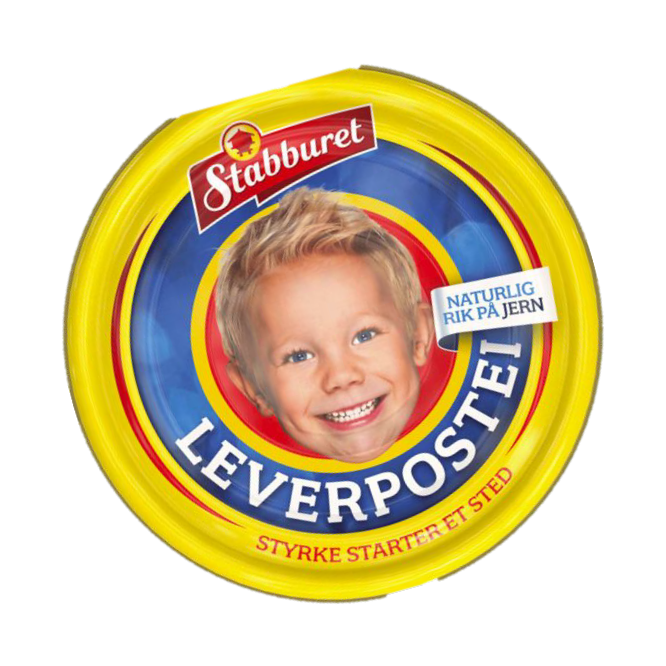 Stabburet
NATURLIG
RIK PÅ JERN
LEVERPOSTEI
STYRKE STARTER ET STED